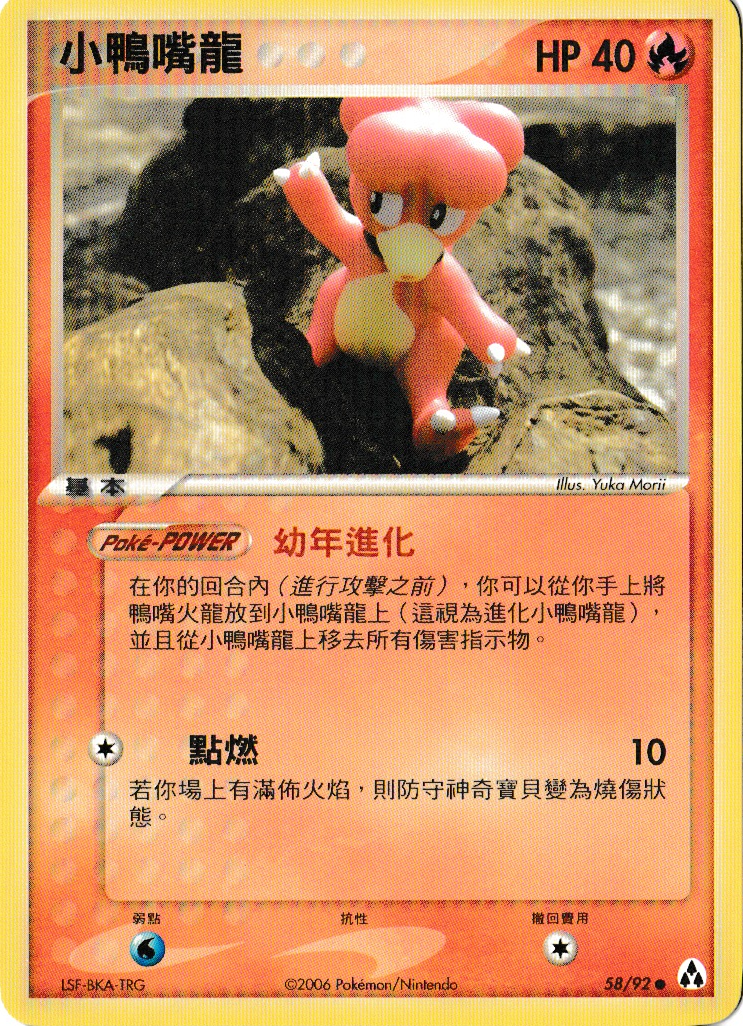 小鴨嘴龍
HP 40
基本
Illus. Yuka Morii
Poké-POWER 幼年進化
在你的回合內（進行攻擊之前），你可以從你手上將
鴨嘴火龍放到小鴨嘴龍上（這視為進化小鴨嘴龍），
並且從小鴨嘴龍上移去所有傷害指示物。
點燃 10
若你場上有滿佈火焰，則防守神奇寶貝變為燒傷狀
態。
弱點 抗性 撤回費用
LSF-BKA-TRG ©2006 Pokémon/Nintendo 58/92